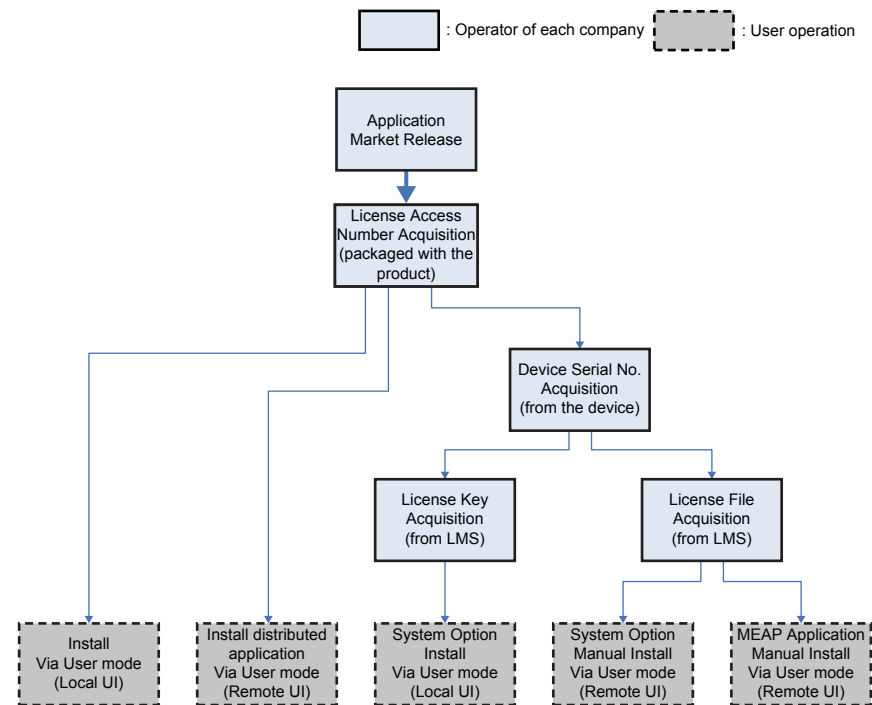 : Operator of each company
: User operation
Application
Market Release
License Access
Number Acquisition
(packaged with the
product)
Device Serial No.
Acquisition
(from the device)
License Key
Acquisition
(from LMS)
License File
Acquisition
(from LMS)
Install
Via User mode
(Local UI)
Install distributed
application
Via User mode
(Remote UI)
System Option
Install
Via User mode
(Local UI)
System Option
Manual Install
Via User mode
(Remote UI)
MEAP Application
Manual Install
Via User mode
(Remote UI)